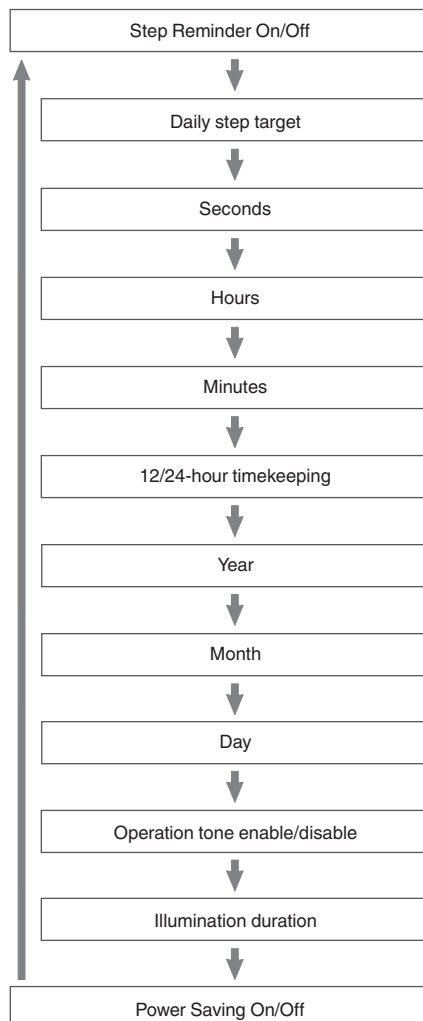 Step Reminder On/Off
Daily step target
Seconds
Hours
Minutes
12/24-hour timekeeping
Year
Month
Day
Operation tone enable/disable
Illumination duration
Power Saving On/Off